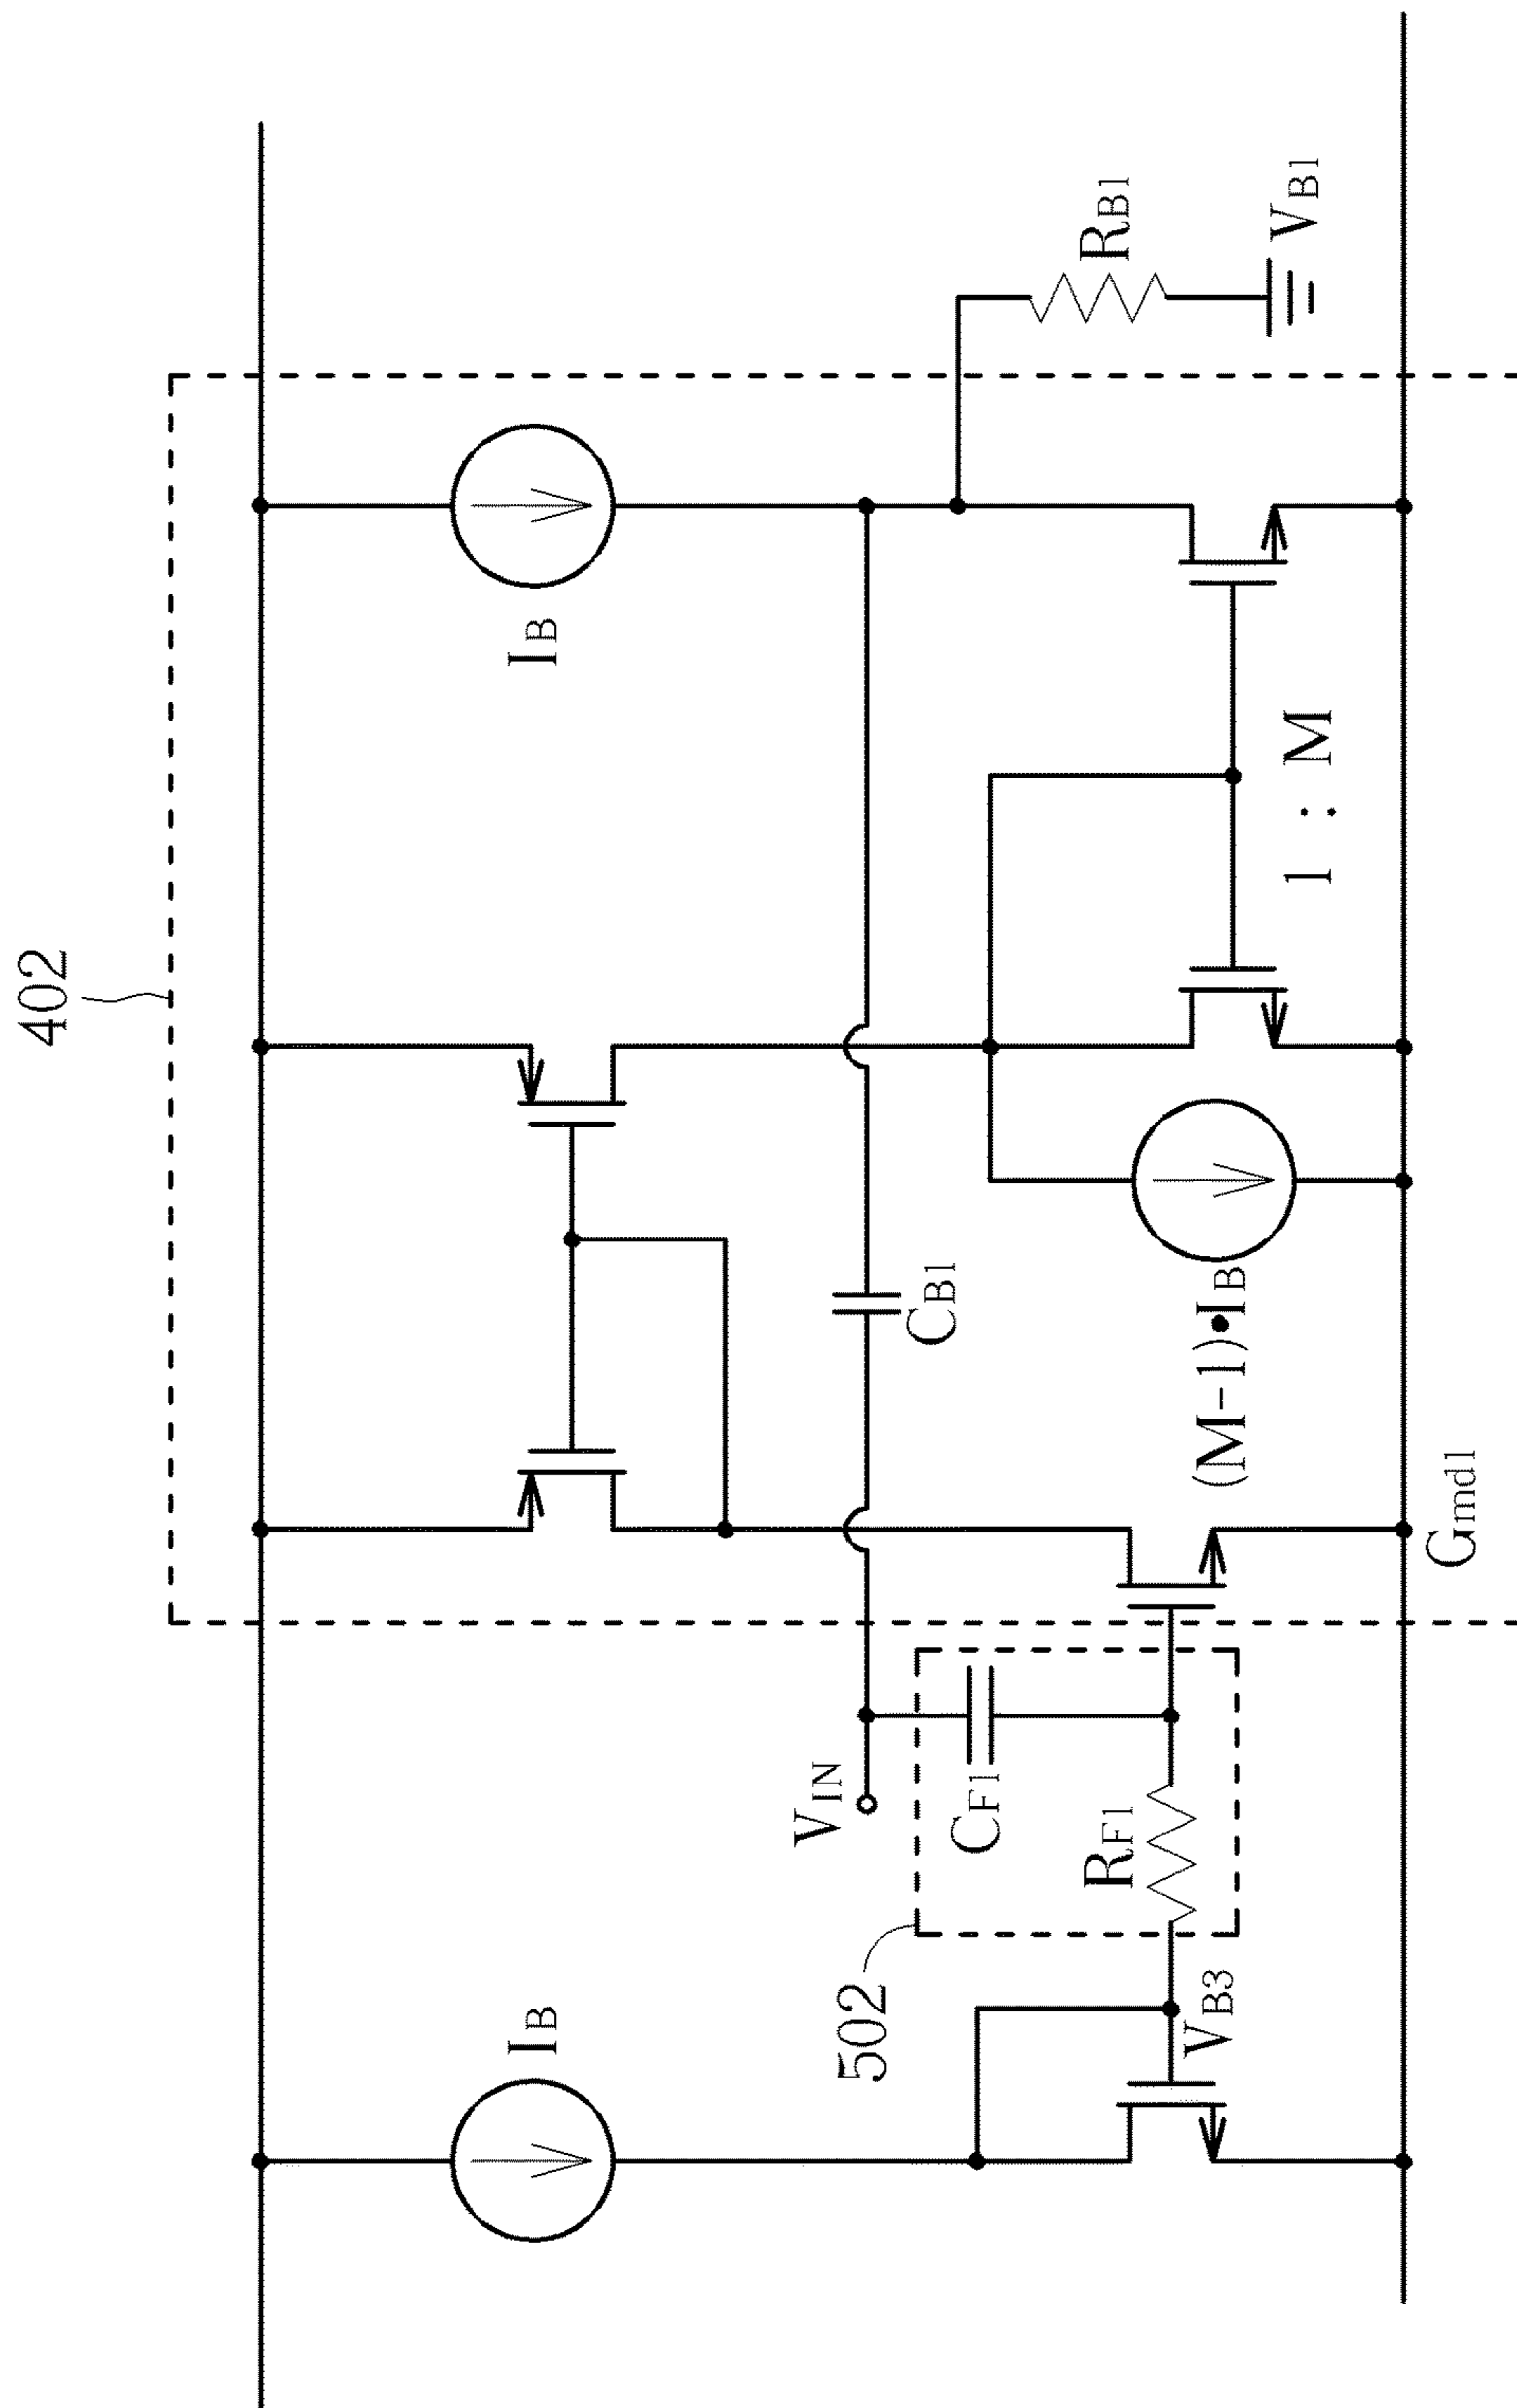 402
I_B
I_B
V_IN
C_F1
R_F1
502
V_B3
C_B1
(M-1)•I_B
1 : M
R_B1
V_B1
G_md1